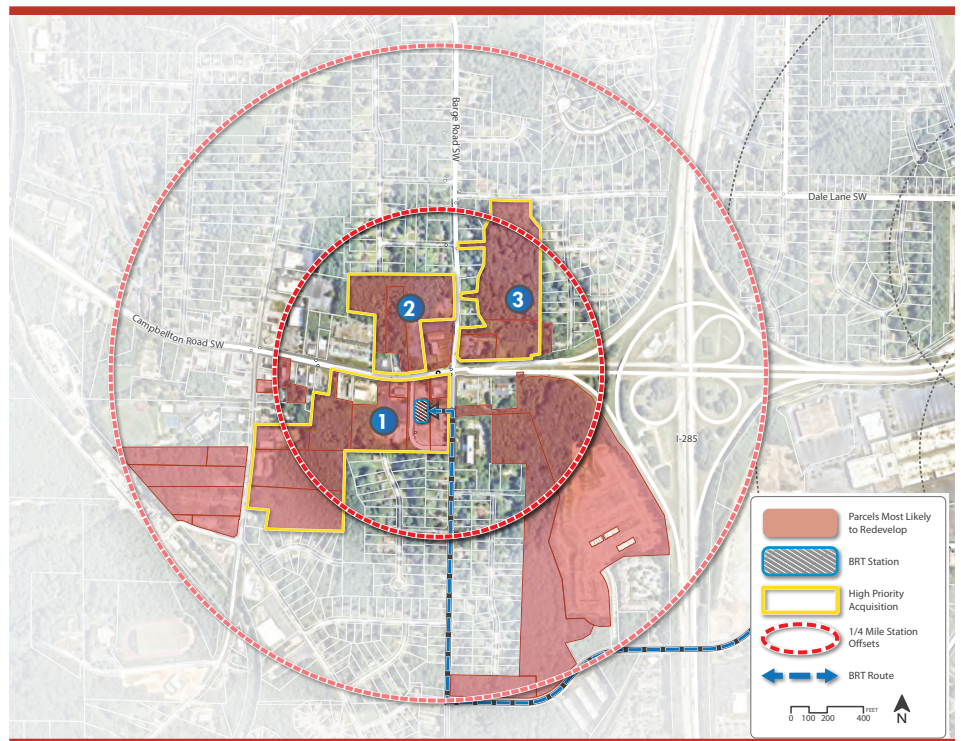 Barge Road SW
Dale Lane SW
Campbellton Road SW
2
3
1
I-285
Parcels Most Likely
to Redevelop
BRT Station
High Priority
Acquisition
1/4 Mile Station
Offsets
BRT Route
FEET
0 100 200 400
N